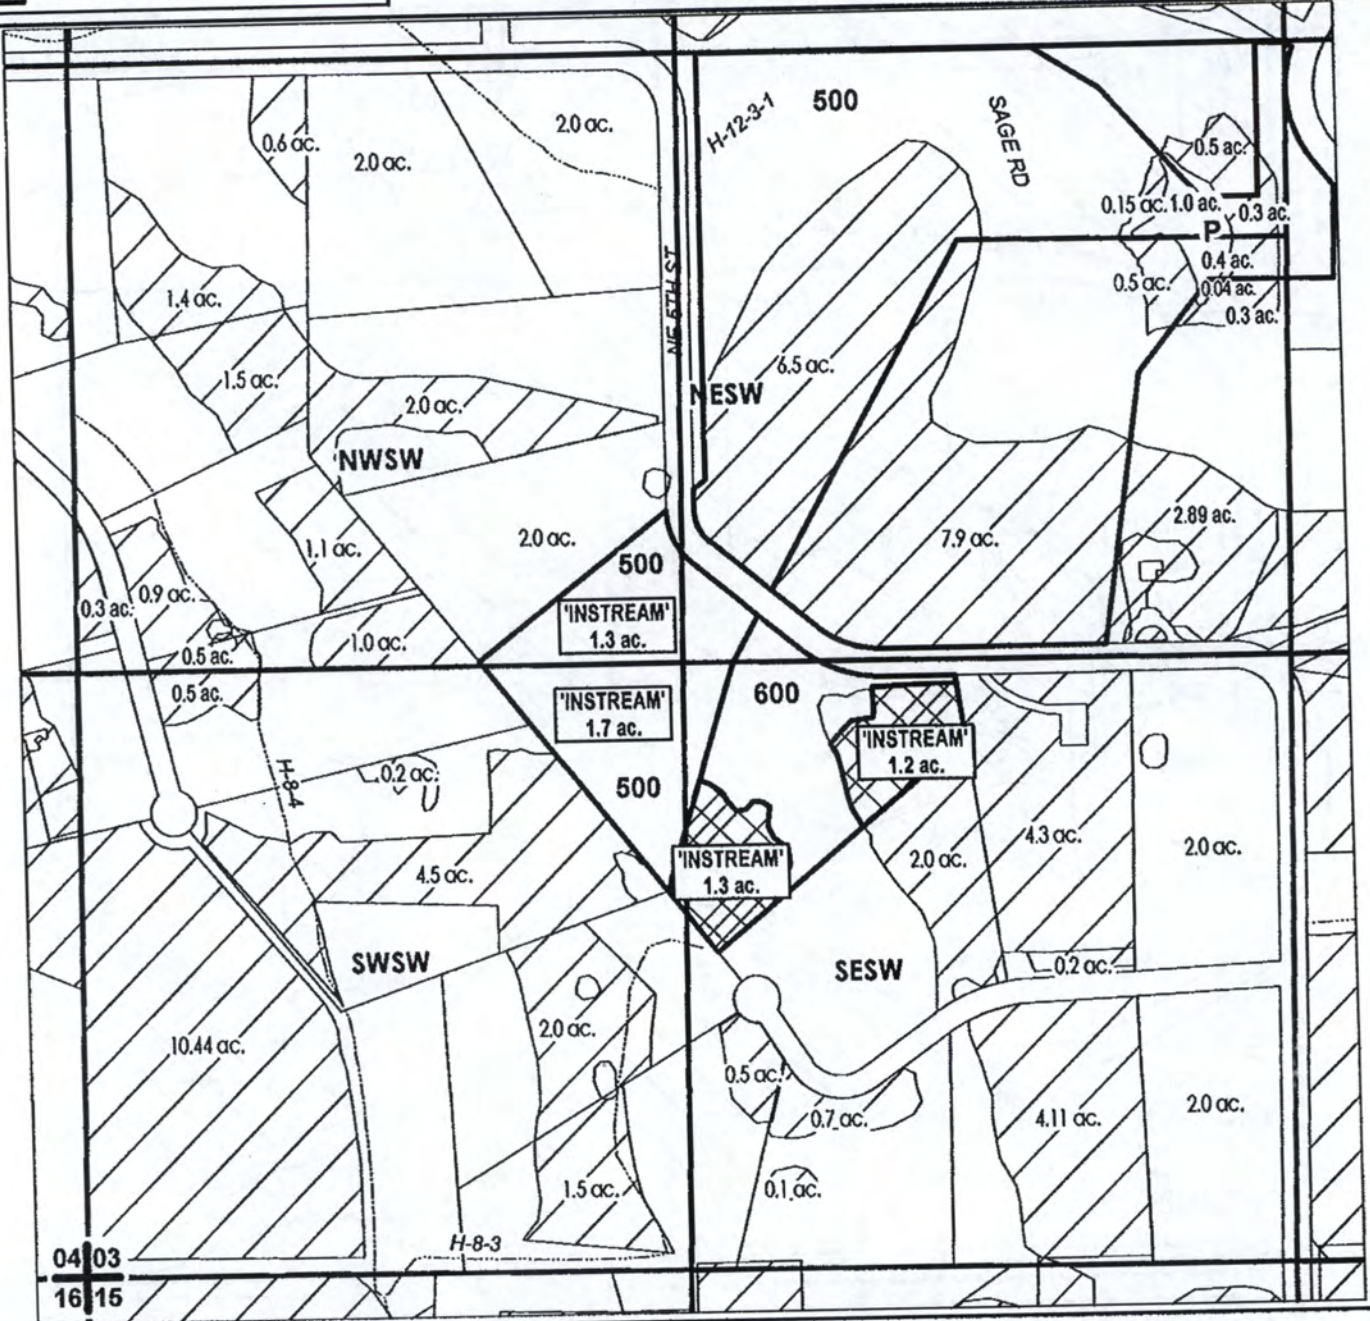 500
H-12-3-1
SAGE RD
2.0 ac.
0.6 ac.
2.0 ac.
0.5 ac.
0.15 ac.
1.0 ac.
0.3 ac.
P
0.4 ac.
0.5 ac.
0.04 ac.
0.3 ac.
1.4 ac.
NE 5TH ST
6.5 ac.
1.5 ac.
NESW
2.0 ac.
NWSW
2.89 ac.
2.0 ac.
7.9 ac.
1.1 ac.
500
0.9 ac.
0.3 ac.
'INSTREAM'
1.3 ac.
1.0 ac.
0.5 ac.
0.5 ac.
'INSTREAM'
1.7 ac.
600
'INSTREAM'
1.2 ac.
H-8-4
0.2 ac.
500
4.3 ac.
2.0 ac.
'INSTREAM'
1.3 ac.
2.0 ac.
4.5 ac.
SWSW
SESW
0.2 ac.
2.0 ac.
10.44 ac.
0.5 ac.
0.7 ac.
4.11 ac.
2.0 ac.
1.5 ac.
0.1 ac.
H-8-3
04 03
16 15